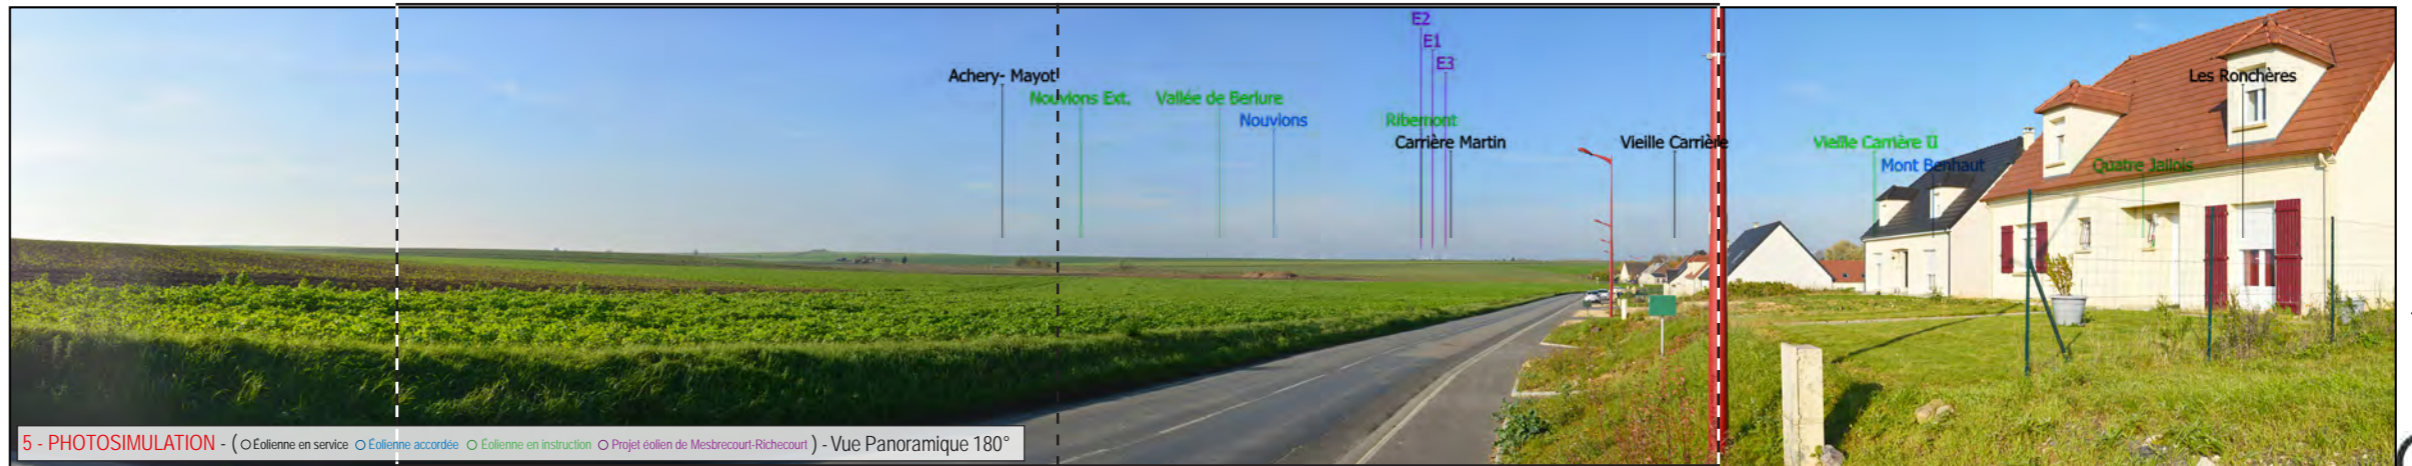 E2
E1
E3
Achery- Mayot
Les Ronchères
Nouvions Ext.
Vallée de Berlure
Nouvions
Ribemont
Carrière Martin
Vieille Carrière
Vieille Carrière II
Mont Benhaut
Quatre Jallois
5 - PHOTOSIMULATION - ( Éolienne en service Éolienne accordée Éolienne en instruction Projet éolien de Mesbrecourt-Richecourt ) - Vue Panoramique 180°